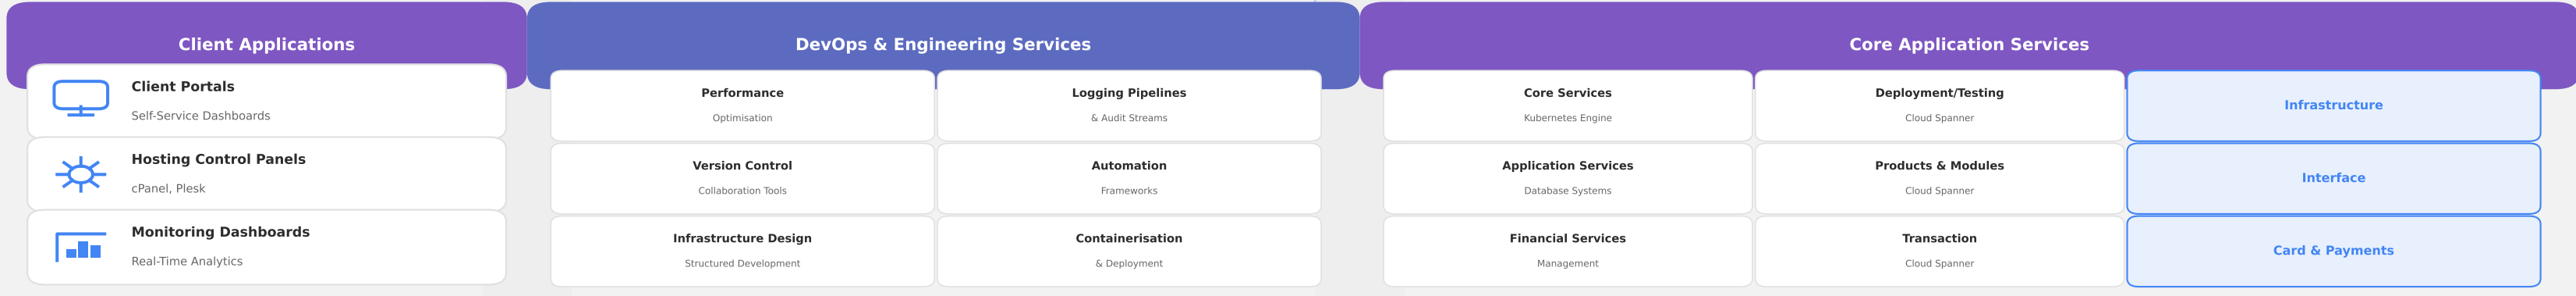 Client Applications
Client Portals
Self-Service Dashboards
Hosting Control Panels
cPanel, Plesk
Monitoring Dashboards
Real-Time Analytics
DevOps & Engineering Services
Performance
Optimisation
Logging Pipelines
& Audit Streams
Version Control
Collaboration Tools
Automation
Frameworks
Infrastructure Design
Structured Development
Containerisation
& Deployment
Core Application Services
Core Services
Kubernetes Engine
Deployment/Testing
Cloud Spanner
Infrastructure
Application Services
Database Systems
Products & Modules
Cloud Spanner
Interface
Financial Services
Management
Transaction
Cloud Spanner
Card & Payments